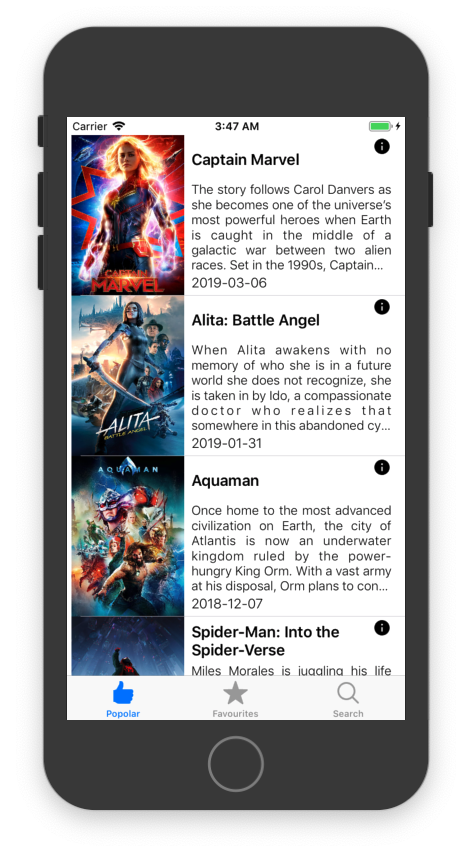 Carrier 3:47 AM
CAPTAIN
MARVEL
Captain Marvel
The story follows Carol Danvers as
she becomes one of the universe's
most powerful heroes when Earth
is caught in the middle of a
galactic war between two alien
races. Set in the 1990s, Captain...
2019-03-06
ALITA
BATTLE ANGEL
Alita: Battle Angel
When Alita awakens with no
memory of who she is in a future
world she does not recognize, she
is taken in by Ido, a compassionate
doctor who realizes that
somewhere in this abandoned cy...
2019-01-31
AQUAMAN
Aquaman
Once home to the most advanced
civilization on Earth, the city of
Atlantis is now an underwater
kingdom ruled by the power-
hungry King Orm. With a vast army
at his disposal, Orm plans to con...
2018-12-07
Spider-Man: Into the
Spider-Verse
Miles Morales is juggling his life
Popolar Favourites Search